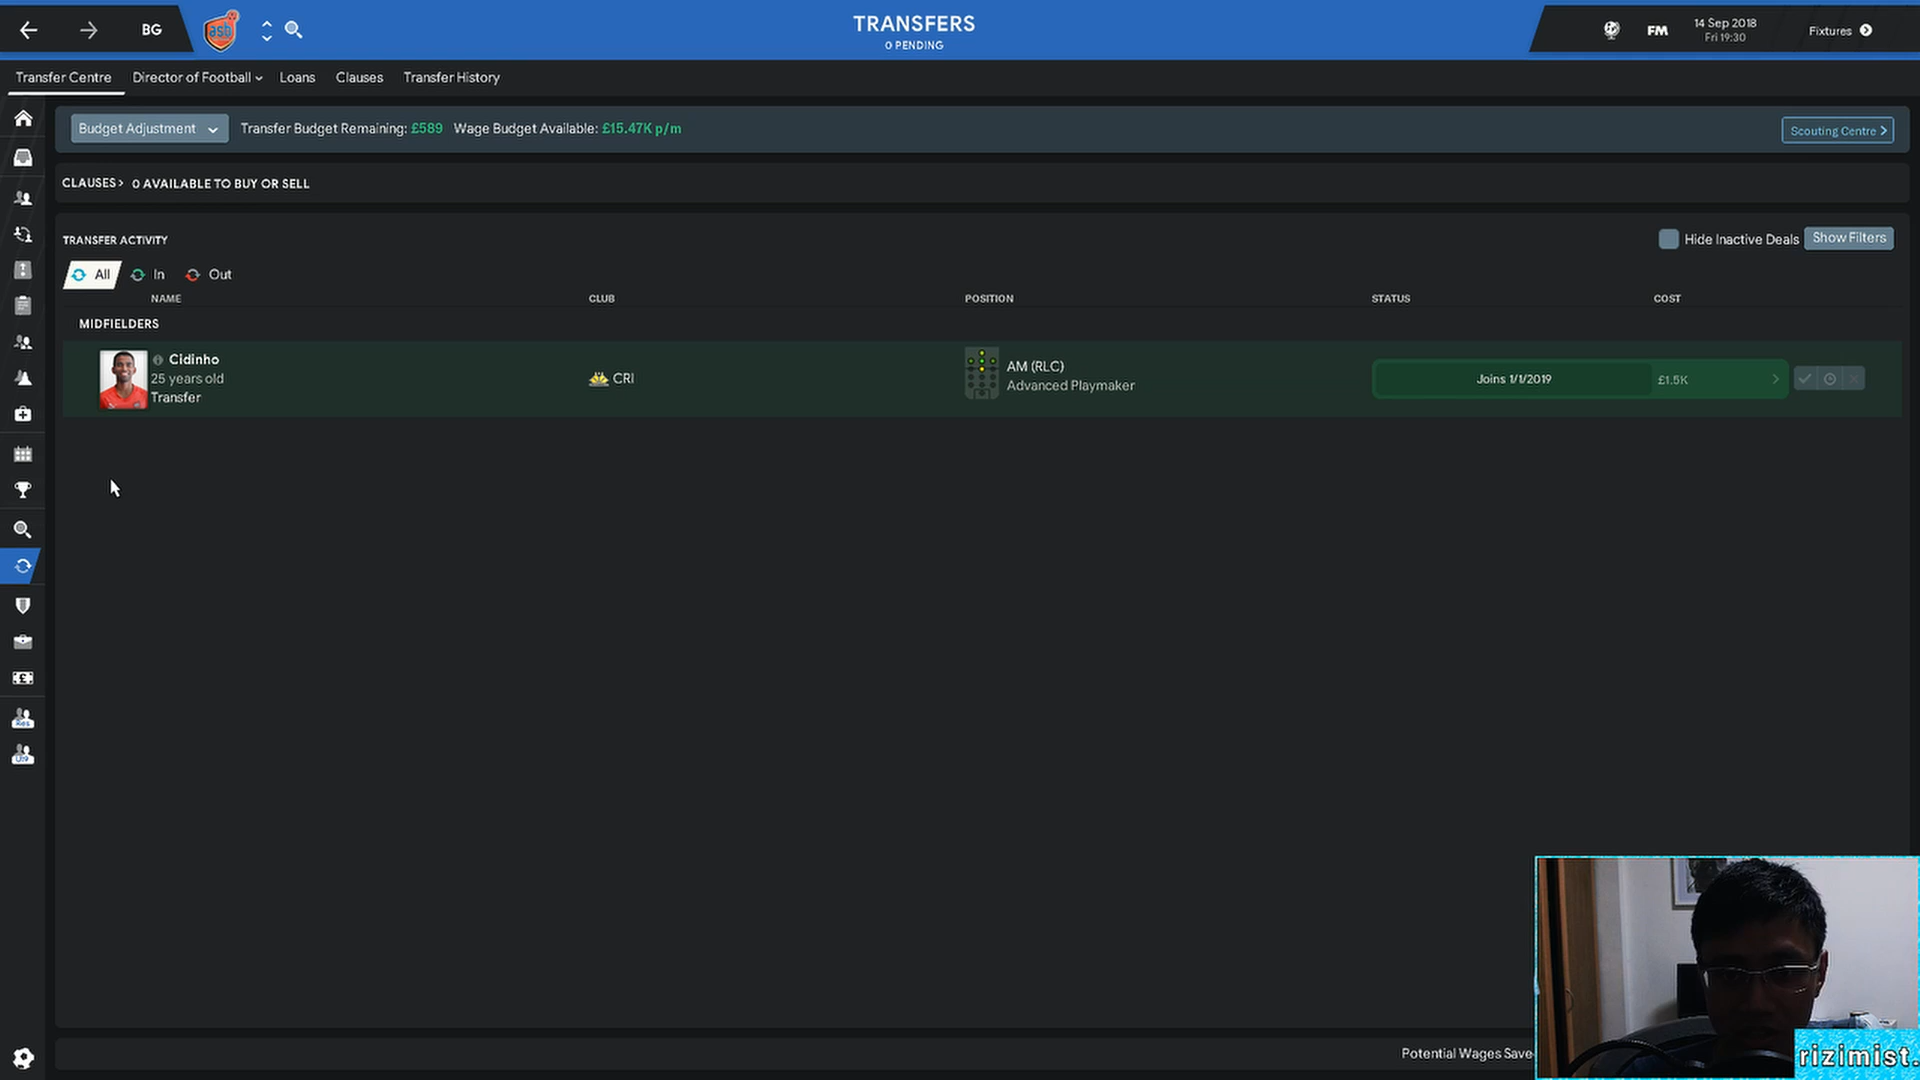 BG
asb
TRANSFERS
0 PENDING
FM
14 Sep 2018
Fri 19:30
Fixtures
Transfer Centre
Director of Football
Loans
Clauses
Transfer History
Budget Adjustment
Transfer Budget Remaining: £589
Wage Budget Available: £15.47K p/m
Scouting Centre
CLAUSES> 0 AVAILABLE TO BUY OR SELL
TRANSFER ACTIVITY
Hide Inactive Deals
Show Filters
All
In
Out
NAME
CLUB
POSITION
STATUS
COST
MIDFIELDERS
Cidinho
25 years old
Transfer
CRI
AM (RLC)
Advanced Playmaker
Joins 1/1/2019
£1.5K
Res
U19
Potential Wages Save
rizimist.